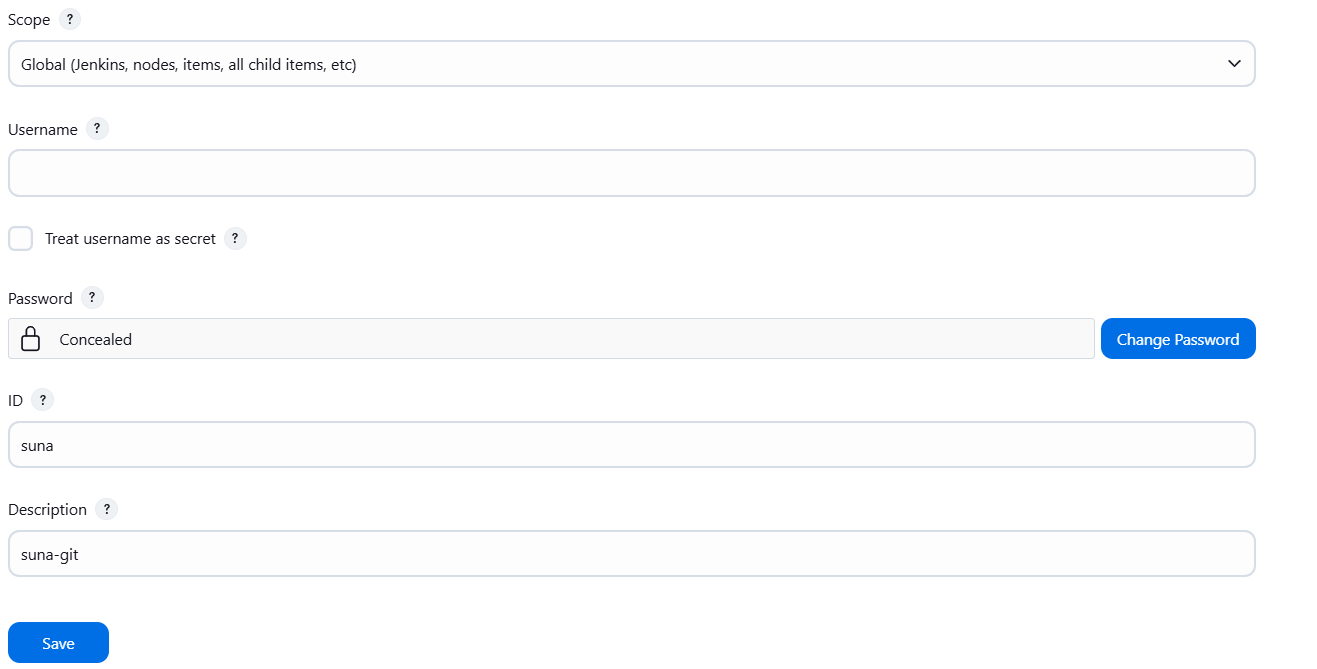 Scope ?
Global (Jenkins, nodes, items, all child items, etc)
Username ?
Treat username as secret ?
Password ?
Concealed Change Password
ID ?
suna
Description ?
suna-git
Save